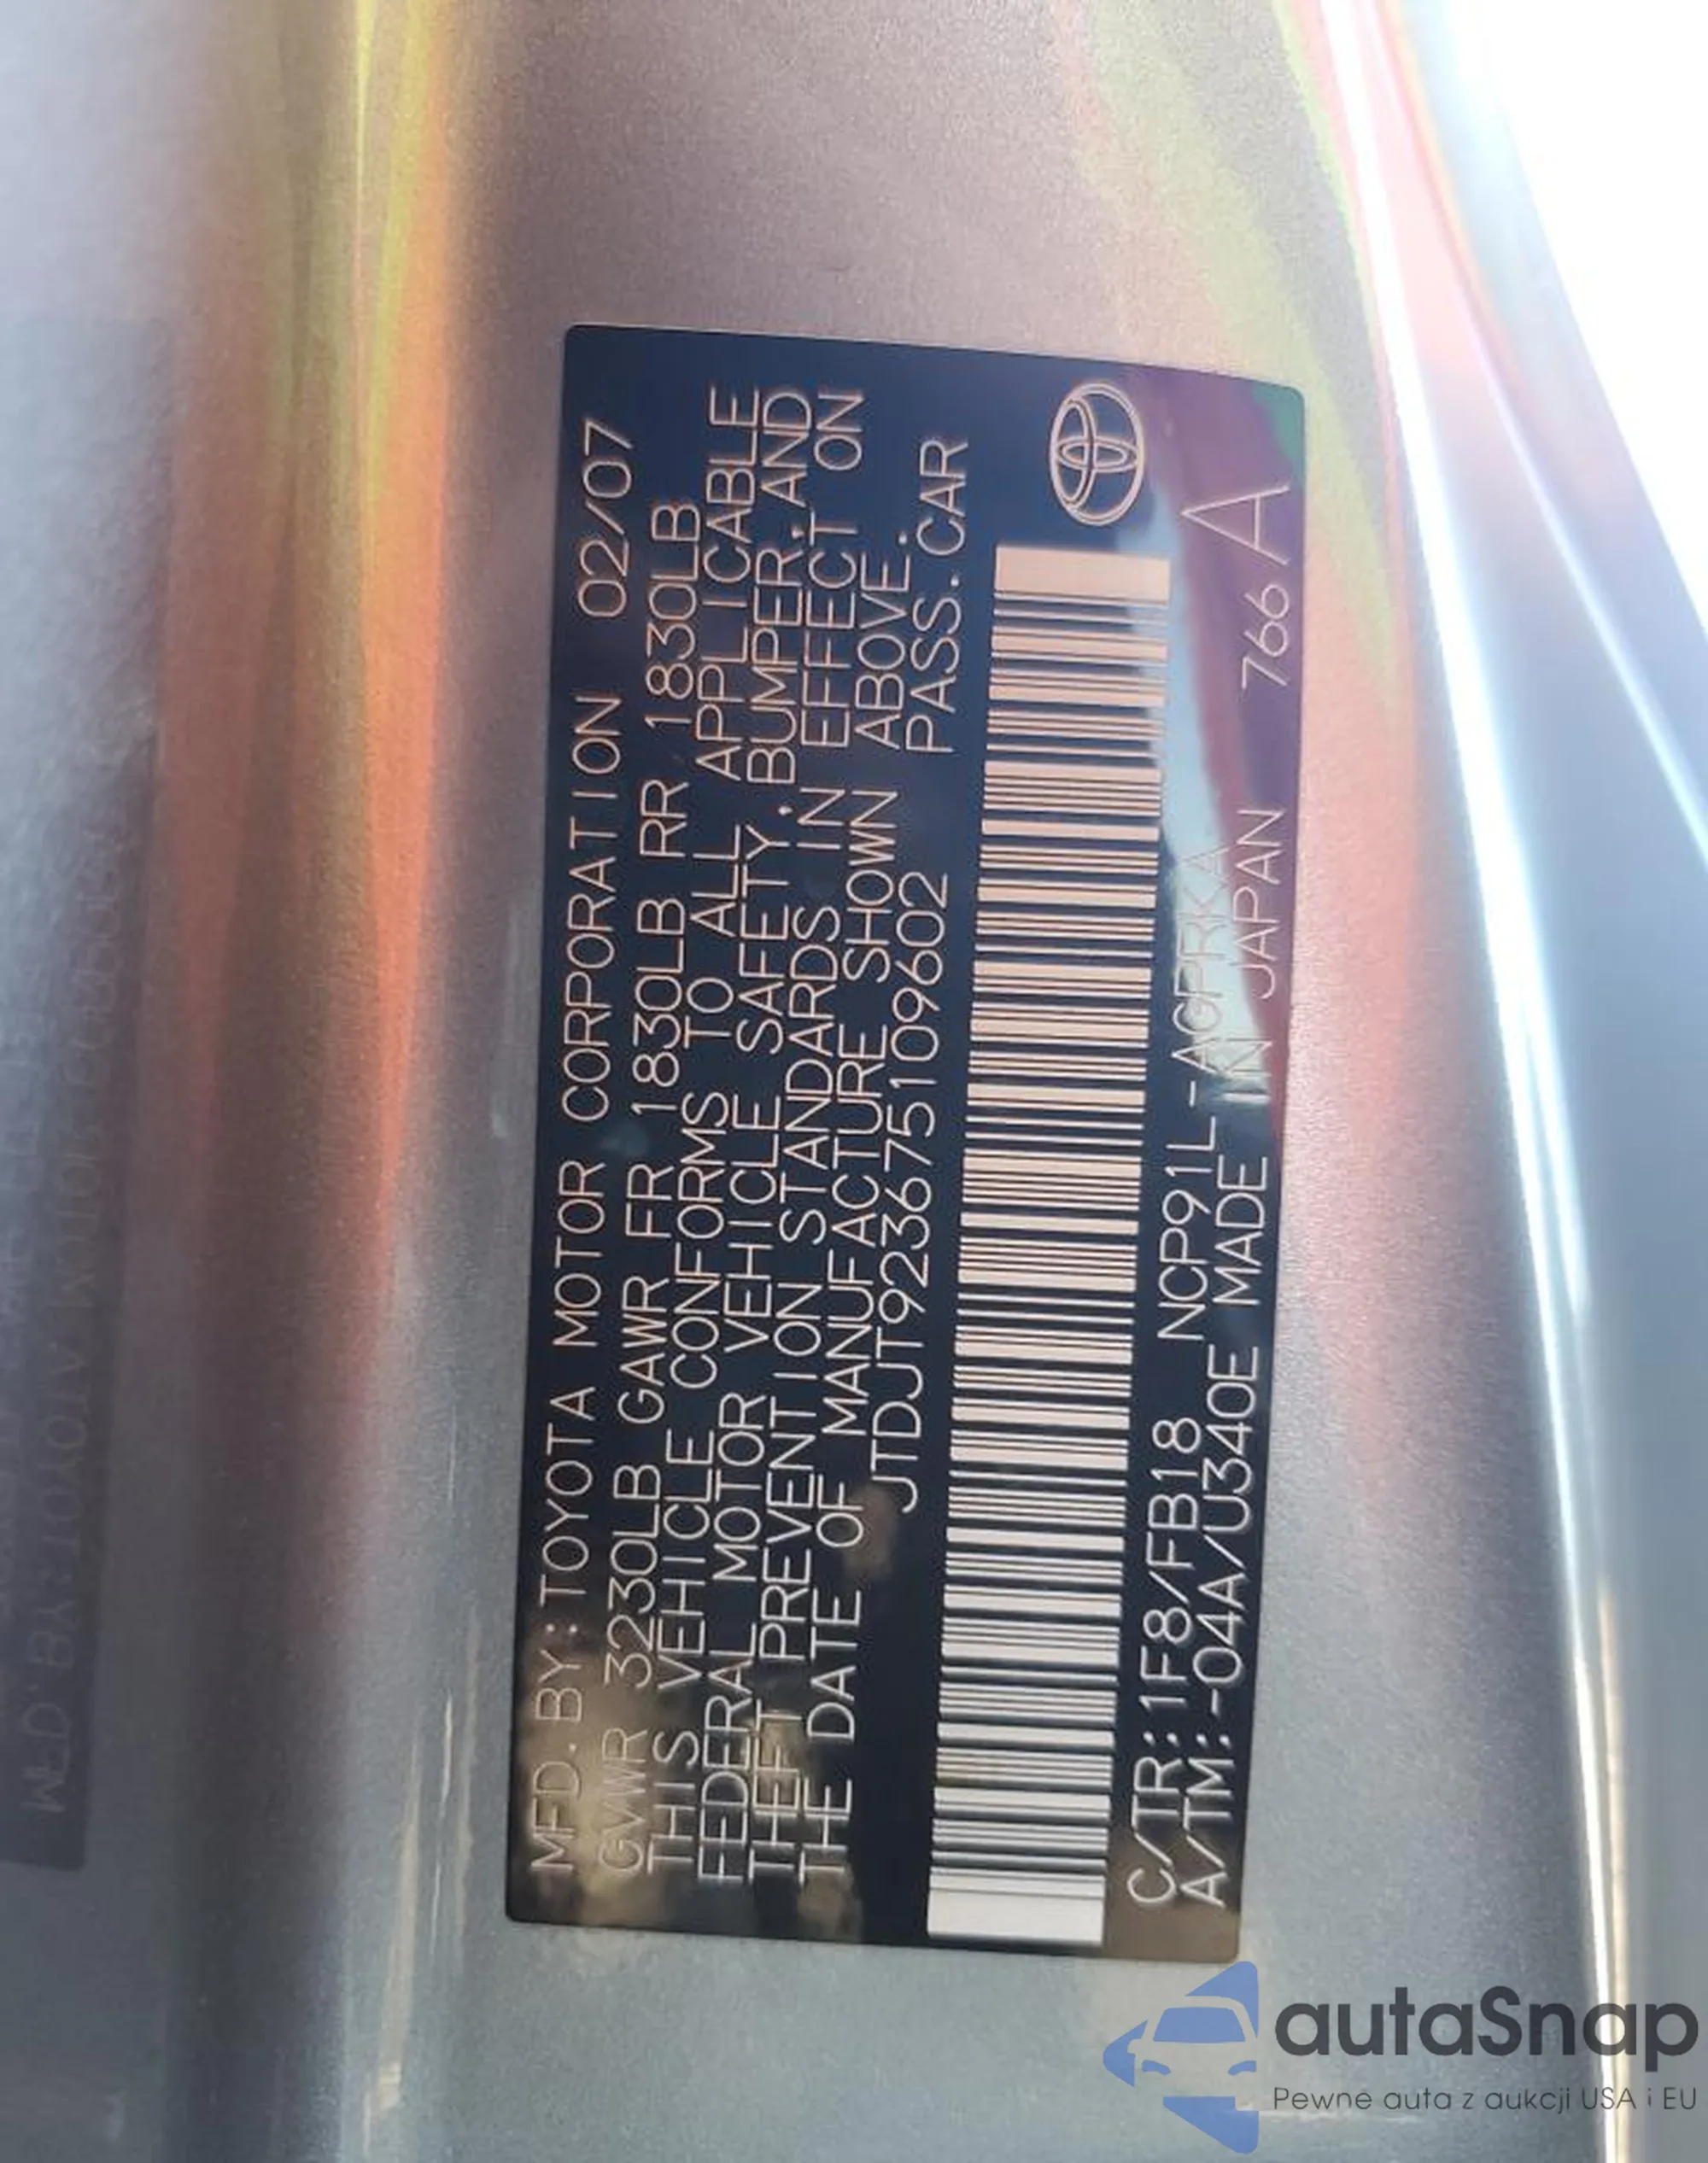 MFD.BY:TOYOTA MOTOR CORPORATION 02/07
GVWR 3230LB GAWR FR 1830LB RR 1830LB
THIS VEHICLE CONFORMS TO ALL APPLICABLE
FEDERAL MOTOR VEHICLE SAFETY,BUMPER,AND
THEFT PREVENTION STANDARDS IN EFFECT ON
THE DATE OF MANUFACTURE SHOWN ABOVE.
JTDJT923675109602 PASS.CAR
C/TR:1F8/FB18 NCP91L-AGPRKA
A/TM:-04A/U340E MADE IN JAPAN 766 A
autaSnap
Pewne auta z aukcji USA i EU